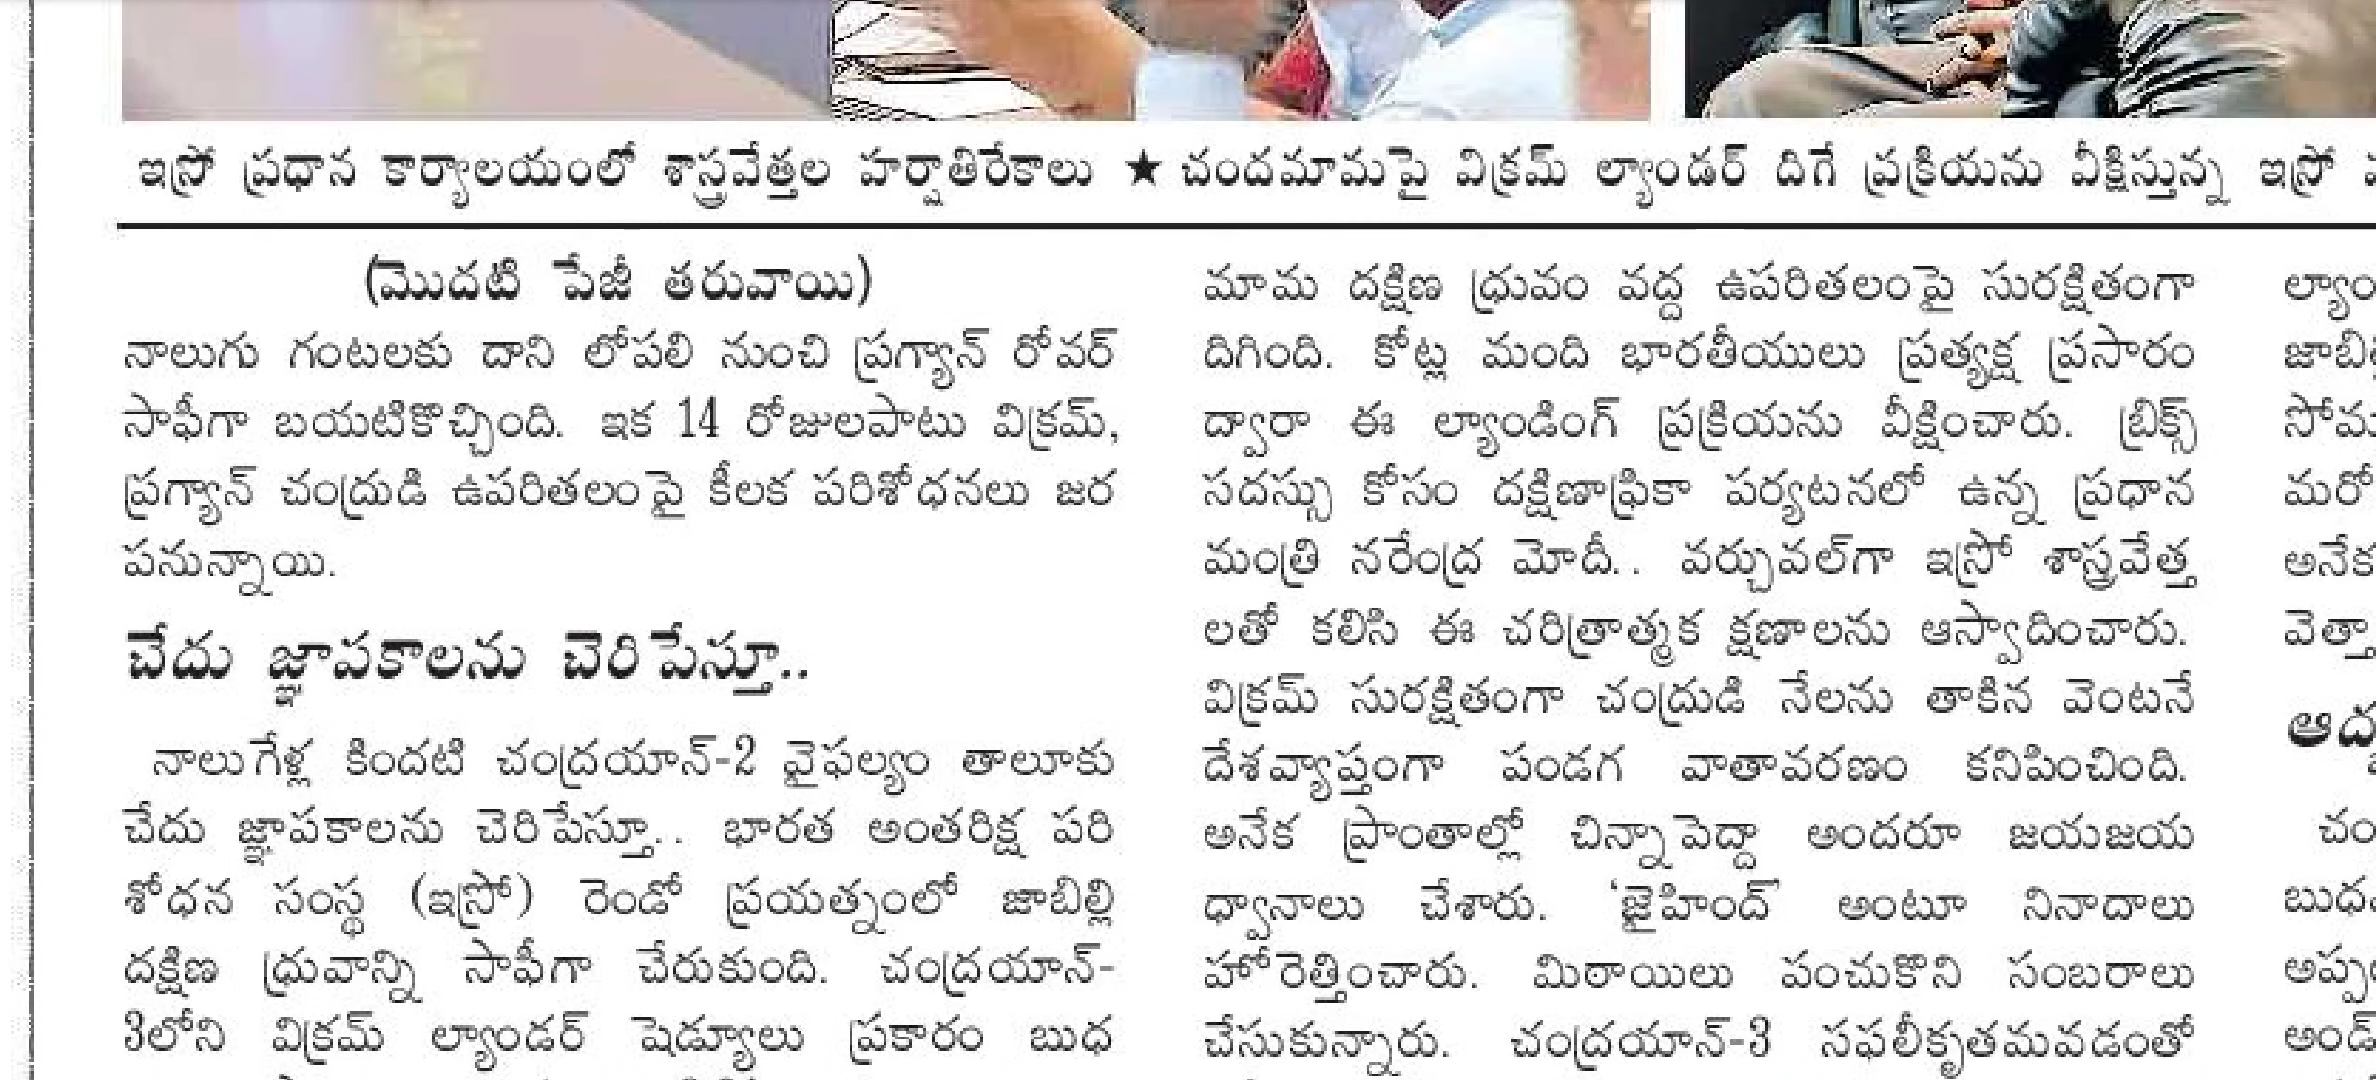 ఇస్రో ప్రధాన కార్యాలయంలో శాస్త్రవేత్తల హర్షాతిరేకాలు ★ చందమామపై విక్రమ్ ల్యాండర్ దిగే ప్రక్రియను వీక్షిస్తున్న ఇస్రో
(మొదటి పేజీ తరువాయి)
నాలుగు గంటలకు దాని లోపలి నుంచి ప్రగ్యాన్ రోవర్
సాఫీగా బయటికొచ్చింది. ఇక 14 రోజులపాటు విక్రమ్,
ప్రగ్యాన్ చంద్రుడి ఉపరితలంపై కీలక పరిశోధనలు జర
పనున్నాయి.
చేదు జ్ఞాపకాలను చెరిపేస్తూ..
నాలుగేళ్ల కిందటి చంద్రయాన్-2 వైఫల్యం తాలూకు
చేదు జ్ఞాపకాలను చెరిపేస్తూ.. భారత అంతరిక్ష పరి
శోధన సంస్థ (ఇస్రో) రెండో ప్రయత్నంలో జాబిల్లి
దక్షిణ ధ్రువాన్ని సాఫీగా చేరుకుంది. చంద్రయాన్-
3లోని విక్రమ్ ల్యాండర్ షెడ్యూలు ప్రకారం బుధ
మామ దక్షిణ ధ్రువం వద్ద ఉపరితలంపై సురక్షితంగా
దిగింది. కోట్ల మంది భారతీయులు ప్రత్యక్ష ప్రసారం
ద్వారా ఈ ల్యాండింగ్ ప్రక్రియను వీక్షించారు. బ్రిక్స్
సదస్సు కోసం దక్షిణాఫ్రికా పర్యటనలో ఉన్న ప్రధాన
మంత్రి నరేంద్ర మోదీ.. వర్చువల్‌గా ఇస్రో శాస్త్రవేత్త
లతో కలిసి ఈ చరిత్రాత్మక క్షణాలను ఆస్వాదించారు.
విక్రమ్ సురక్షితంగా చంద్రుడి నేలను తాకిన వెంటనే
దేశవ్యాప్తంగా పండగ వాతావరణం కనిపించింది.
అనేక ప్రాంతాల్లో చిన్నాపెద్దా అందరూ జయజయ
ధ్వానాలు చేశారు. ‘జైహింద్’ అంటూ నినాదాలు
హోరెత్తించారు. మిఠాయిలు పంచుకొని సంబరాలు
చేసుకున్నారు. చంద్రయాన్-3 సఫలీకృతమవడంతో